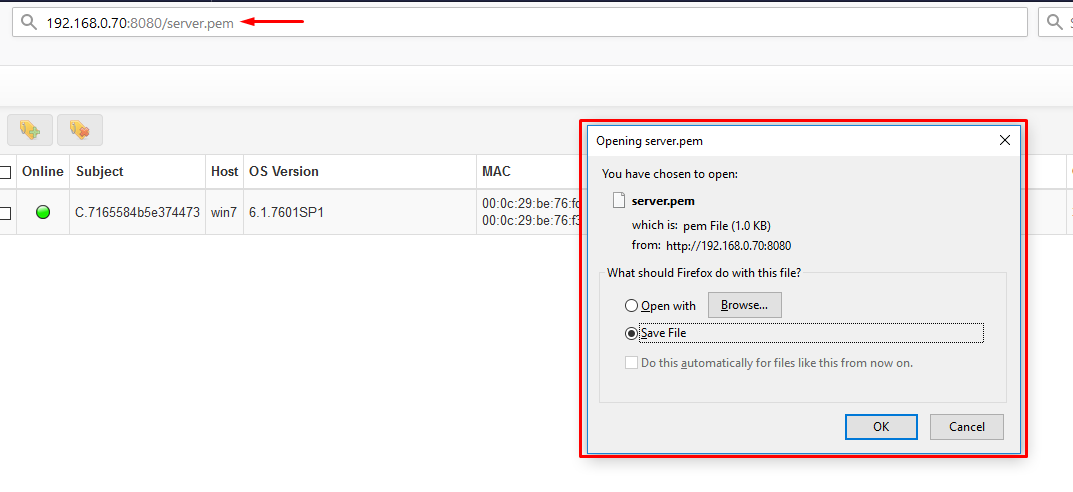 192.168.0.70:8080/server.pem
Opening server.pem
You have chosen to open:
server.pem
which is: pem File (1.0 KB)
from: http://192.168.0.70:8080
What should Firefox do with this file?
Open with Browse...
Save File
Do this automatically for files like this from now on.
OK Cancel
Online Subject Host OS Version MAC
C.7165584b5e374473 win7 6.1.7601SP1
00:0c:29:be:76:
00:0c:29:be:76:f3